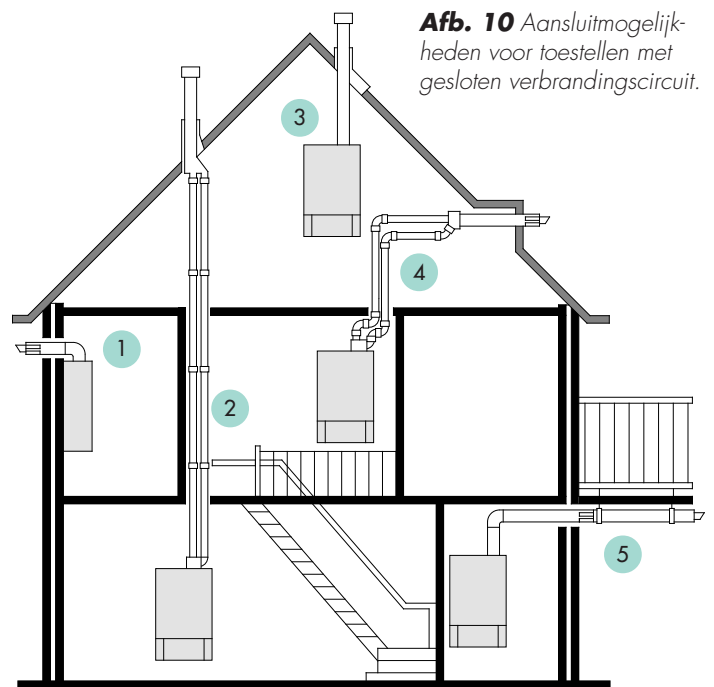 Afb. 10 Aansluitmogelijk-
heden voor toestellen met
gesloten verbrandingscircuit.
3
4
1
2
5